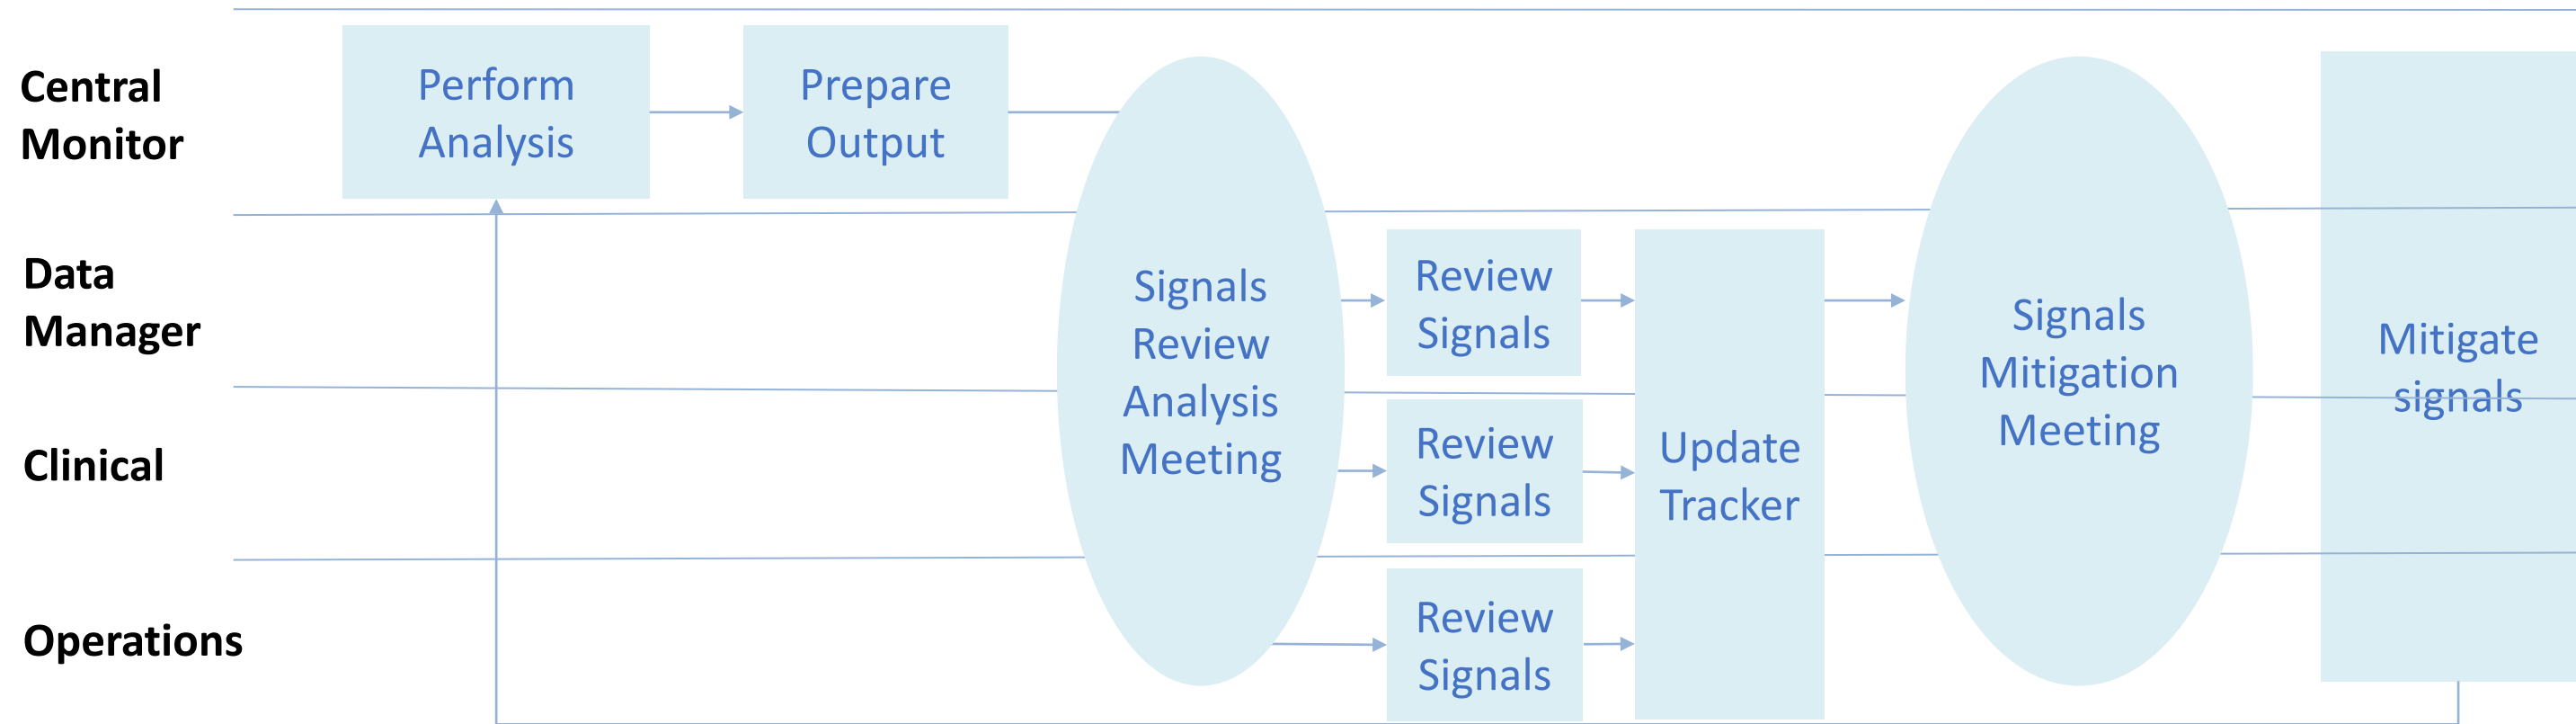 Central
Monitor
Perform
Analysis
Prepare
Output
Data
Manager
Signals
Review
Analysis
Meeting
Review
Signals
Signals
Mitigation
Meeting
Mitigate
signals
Clinical
Review
Signals
Update
Tracker
Operations
Review
Signals